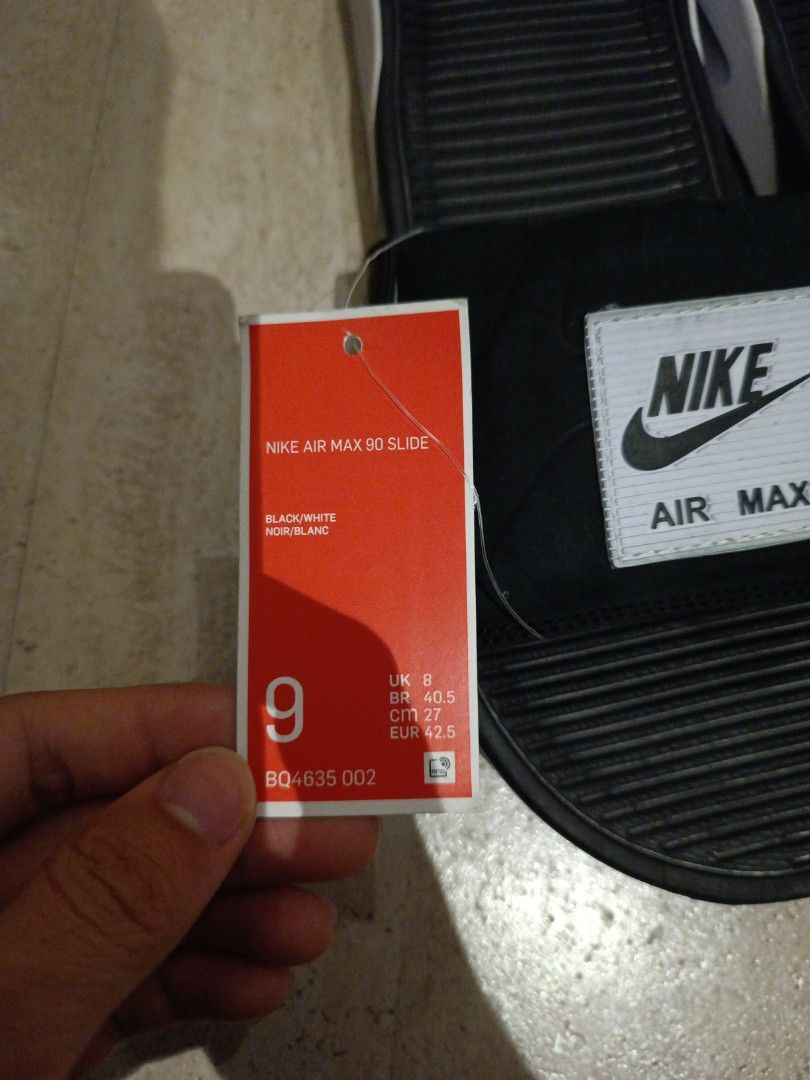 NIKE AIR MAX 90 SLIDE
BLACK/WHITE
NOIR/BLANC
9
UK 8
BR 40.5
cm 27
EUR 42.5
BQ4635 002
RFID
NIKE
AIR MAX